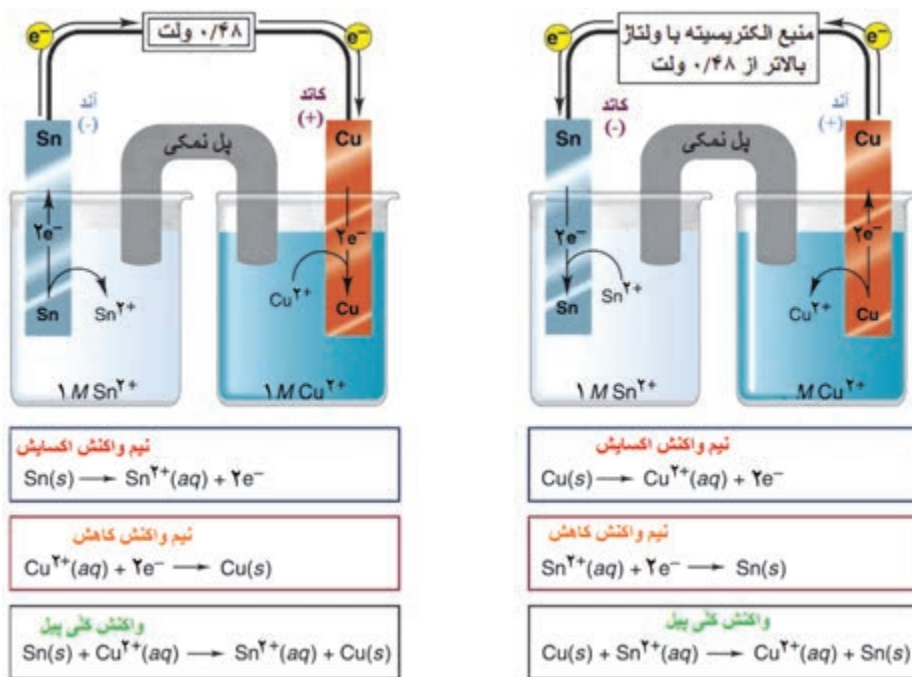 e⁻
۰/۴۸ ولت
e⁻
آند
(-)
کاتد
(+)
Sn
پل نمکی
Cu
۲e⁻
۲e⁻
Sn
Sn²⁺
Cu²⁺
Cu
۱ M Sn²⁺
۱ M Cu²⁺
نیم واکنش اکسایش
Sn(s) ⟶ Sn²⁺(aq) + ۲e⁻
نیم واکنش کاهش
Cu²⁺(aq) + ۲e⁻ ⟶ Cu(s)
واکنش کلّی پیل
Sn(s) + Cu²⁺(aq) ⟶ Sn²⁺(aq) + Cu(s)
e⁻
منبع الکتریسیته با ولتاژ
بالاتر از ۰/۴۸ ولت
e⁻
کاتد
(-)
آند
(+)
Sn
پل نمکی
Cu
۲e⁻
۲e⁻
Sn
Sn²⁺
Cu²⁺
Cu
۱ M Sn²⁺
M Cu²⁺
نیم واکنش اکسایش
Cu(s) ⟶ Cu²⁺(aq) + ۲e⁻
نیم واکنش کاهش
Sn²⁺(aq) + ۲e⁻ ⟶ Sn(s)
واکنش کلّی پیل
Cu(s) + Sn²⁺(aq) ⟶ Cu²⁺(aq) + Sn(s)